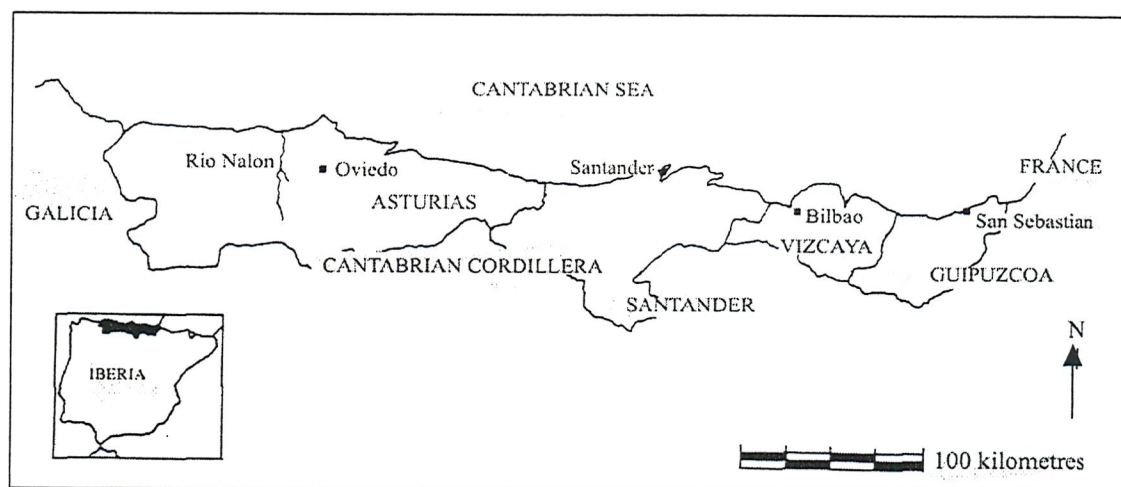 CANTABRIAN SEA
Rio Nalon
Oviedo
Santander
FRANCE
GALICIA
ASTURIAS
Bilbao
San Sebastian
VIZCAYA
CANTABRIAN CORDILLERA
GUIPUZCOA
SANTANDER
N
IBERIA
100 kilometres